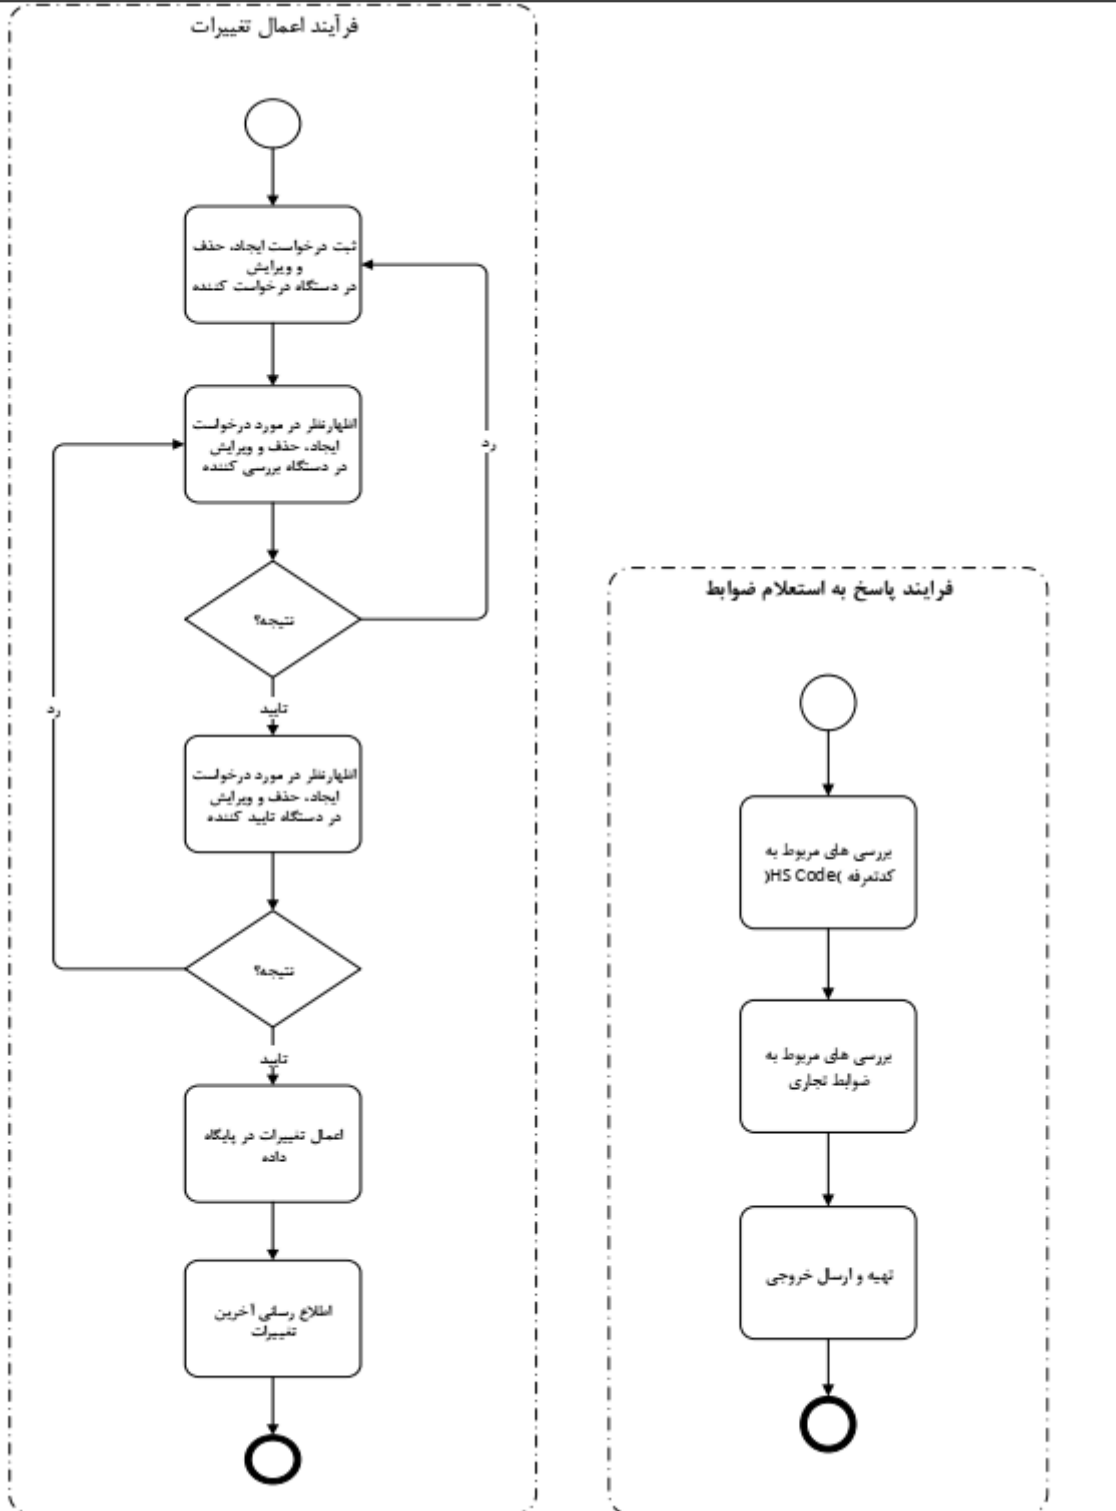 فرآیند اعمال تغییرات
ثبت درخواست ایجاد، حذف
و ویرایش
در دستگاه درخواست کننده
اظهارنظر در مورد درخواست
ایجاد، حذف و ویرایش
در دستگاه بررسی کننده
رد
نتیجه؟
تایید
رد
اظهارنظر در مورد درخواست
ایجاد، حذف و ویرایش
در دستگاه تایید کننده
نتیجه؟
تایید
اعمال تغییرات در پایگاه
داده
اطلاع رسانی آخرین
تغییرات
فرایند پاسخ به استعلام ضوابط
بررسی های مربوط به
کدتعرفه )HS Code(
بررسی های مربوط به
ضوابط تجاری
تهیه و ارسال خروجی